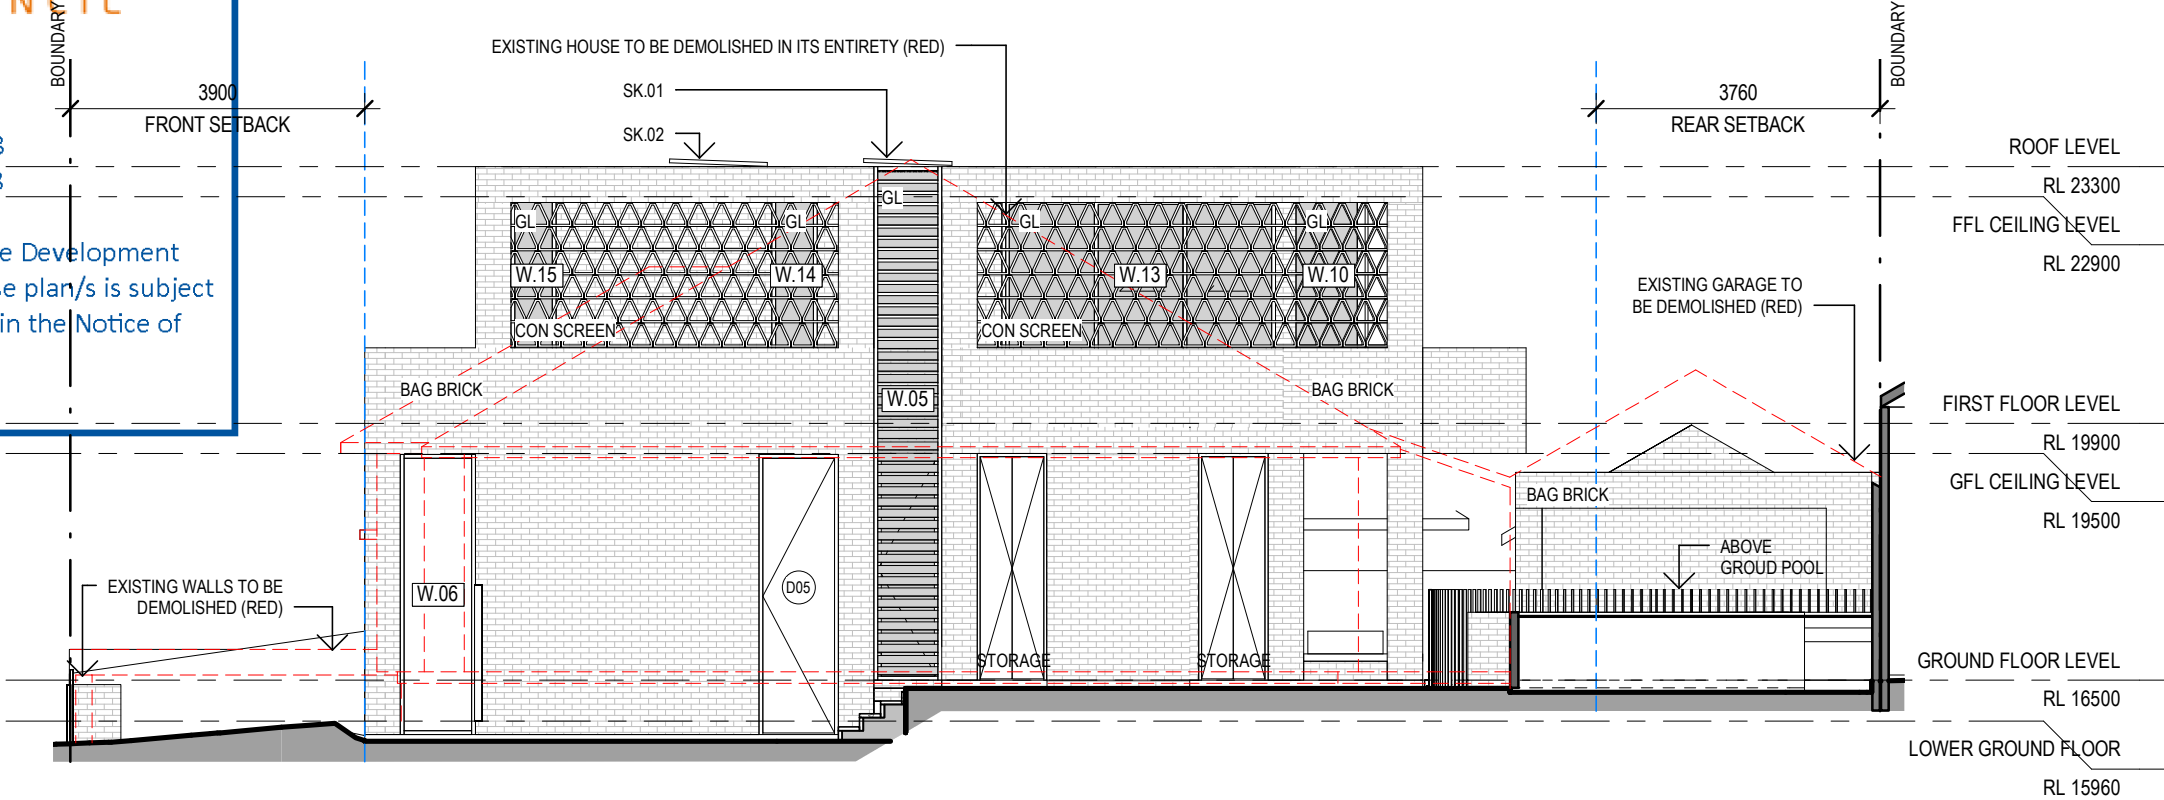 BOUNDARY
3900
FRONT SETBACK
EXISTING HOUSE TO BE DEMOLISHED IN ITS ENTIRETY (RED)
SK.01
SK.02
3760
REAR SETBACK
BOUNDARY
ROOF LEVEL
RL 23300
FFL CEILING LEVEL
RL 22900
e Development
se plan/s is subject
in the Notice of
GL
GL
GL
GL
GL
W.15
W.14
W.13
W.10
CON SCREEN
CON SCREEN
EXISTING GARAGE TO
BE DEMOLISHED (RED)
BAG BRICK
W.05
BAG BRICK
FIRST FLOOR LEVEL
RL 19900
GFL CEILING LEVEL
RL 19500
BAG BRICK
ABOVE
GROUD POOL
EXISTING WALLS TO BE
DEMOLISHED (RED)
W.06
D05
STORAGE
STORAGE
GROUND FLOOR LEVEL
RL 16500
LOWER GROUND FLOOR
RL 15960